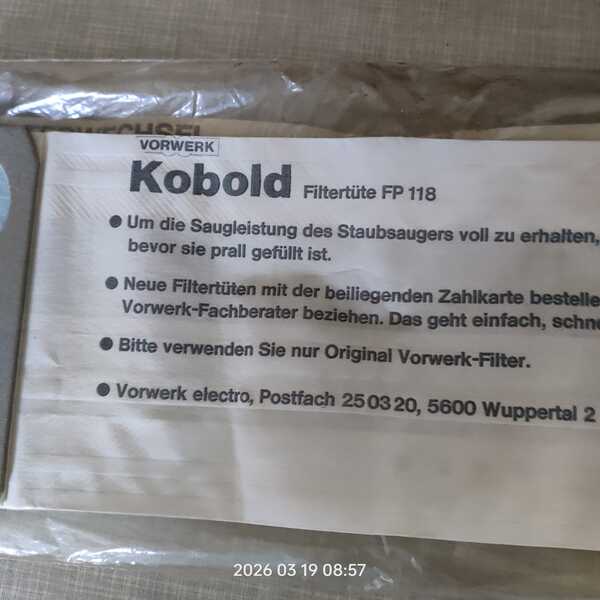 VORWERK
Kobold Filtertüte FP 118
● Um die Saugleistung des Staubsaugers voll zu erhalten,
bevor sie prall gefüllt ist.
● Neue Filtertüten mit der beiliegenden Zahlkarte bestelle
Vorwerk-Fachberater beziehen. Das geht einfach, schne
● Bitte verwenden Sie nur Original Vorwerk-Filter.
● Vorwerk electro, Postfach 25 03 20, 5600 Wuppertal 2
2026 03 19 08:57